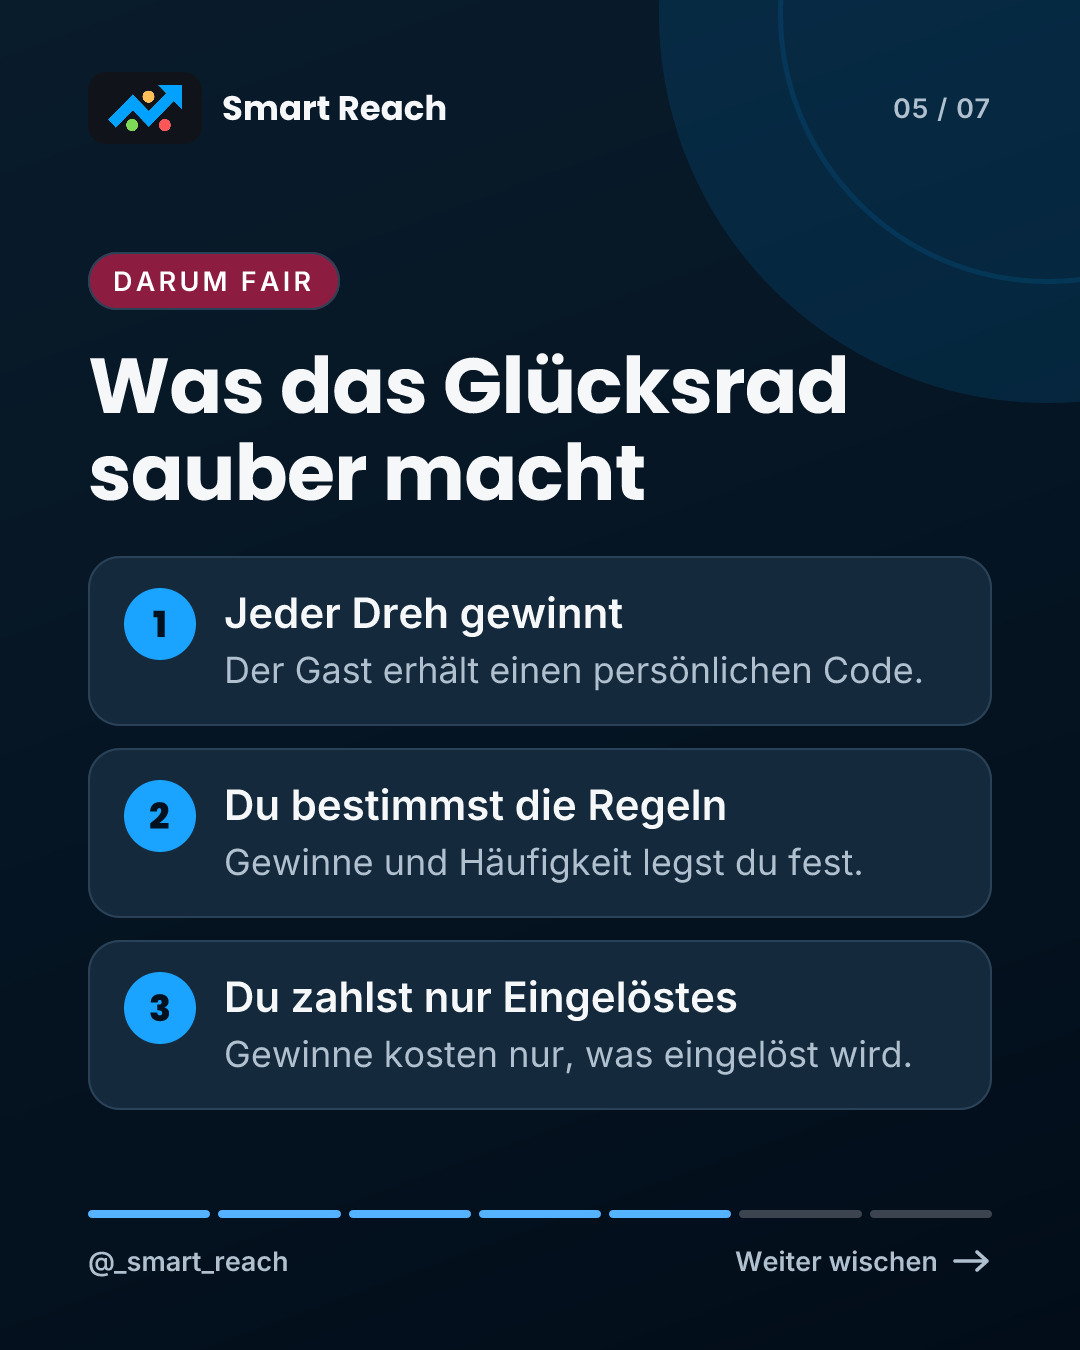 Smart Reach
05 / 07
DARUM FAIR
Was das Glücksrad
sauber macht
1
Jeder Dreh gewinnt
Der Gast erhält einen persönlichen Code.
2
Du bestimmst die Regeln
Gewinne und Häufigkeit legst du fest.
3
Du zahlst nur Eingelöstes
Gewinne kosten nur, was eingelöst wird.
@_smart_reach
Weiter wischen →